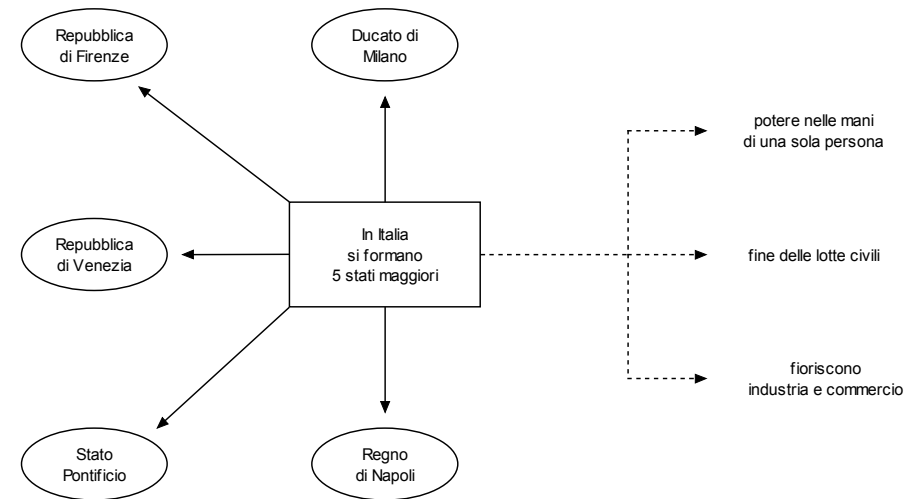 Repubblica
di Firenze
Ducato di
Milano
potere nelle mani
di una sola persona
Repubblica
di Venezia
In Italia
si formano
5 stati maggiori
fine delle lotte civili
fioriscono
industria e commercio
Stato
Pontificio
Regno
di Napoli